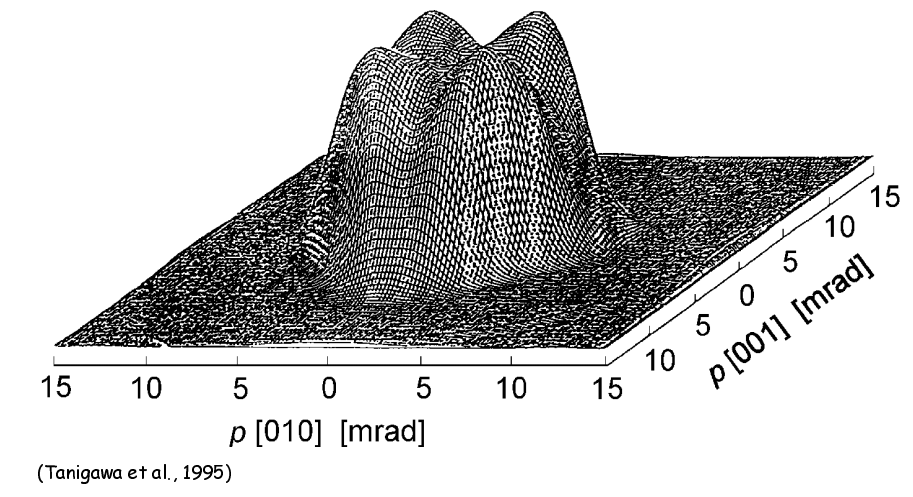 15 10 5 0 5 10 15
10 5 0 5 10 15
p [010] [mrad]
p [001] [mrad]
(Tanigawa et al., 1995)